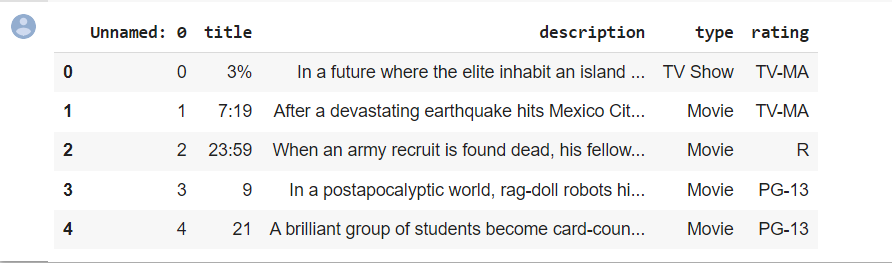 Unnamed: 0 title description type rating
0 0 3% In a future where the elite inhabit an island ... TV Show TV-MA
1 1 7:19 After a devastating earthquake hits Mexico Cit... Movie TV-MA
2 2 23:59 When an army recruit is found dead, his fellow... Movie R
3 3 9 In a postapocalyptic world, rag-doll robots hi... Movie PG-13
4 4 21 A brilliant group of students become card-coun... Movie PG-13